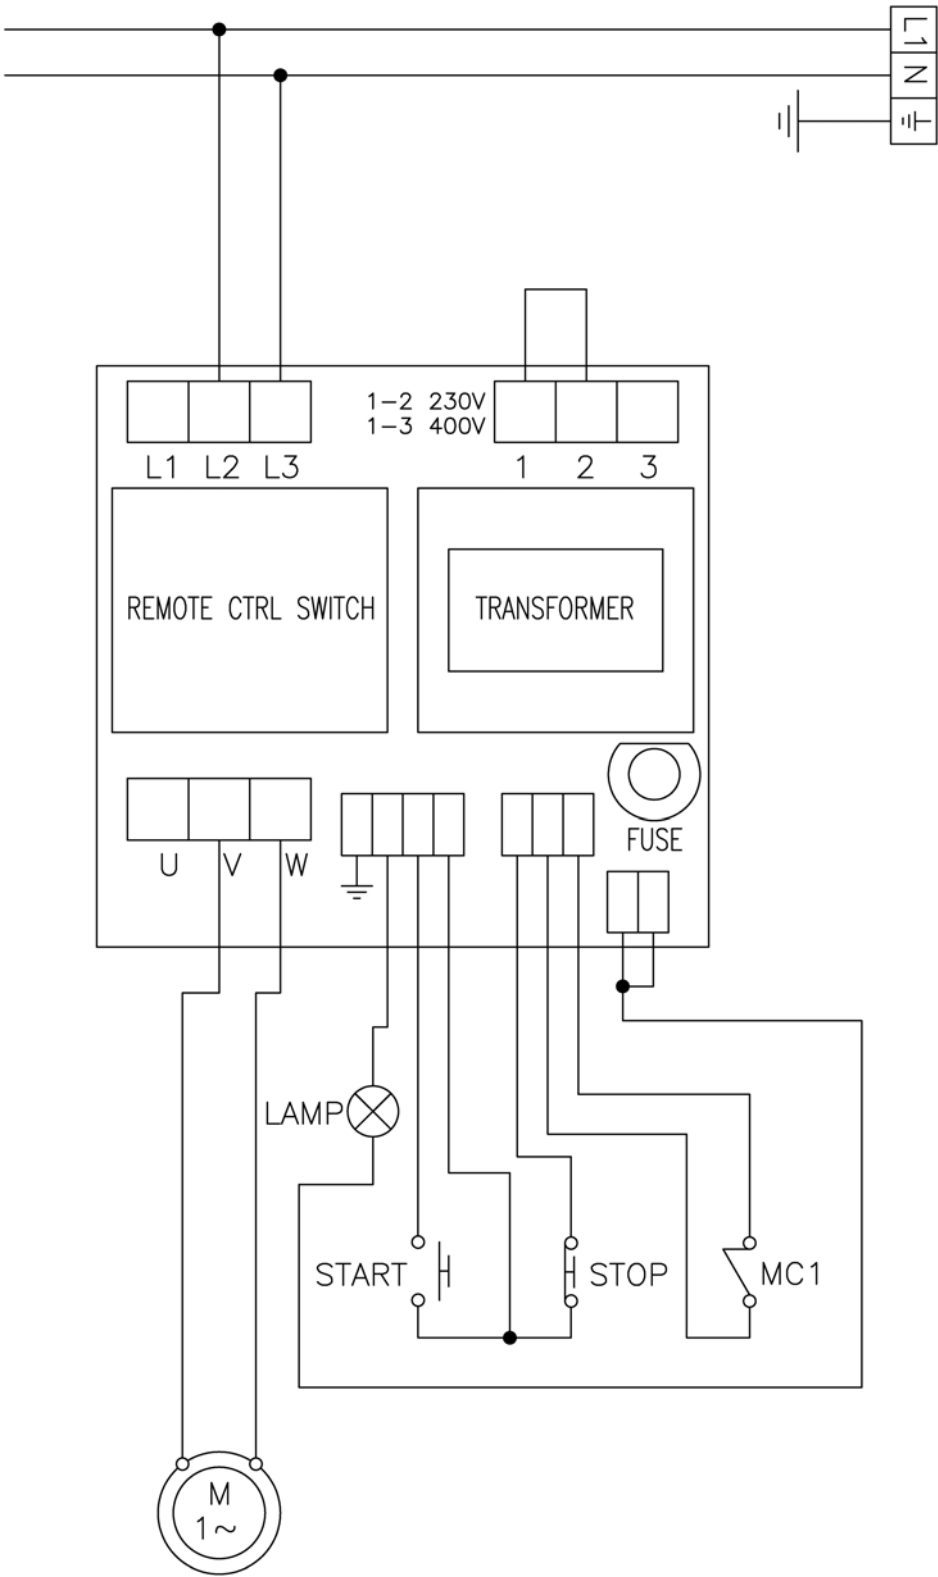 L1
N
1-2 230V
1-3 400V
L1 L2 L3
1 2 3
REMOTE CTRL SWITCH
TRANSFORMER
FUSE
U V W
LAMP
START
STOP
MC1
M
1~